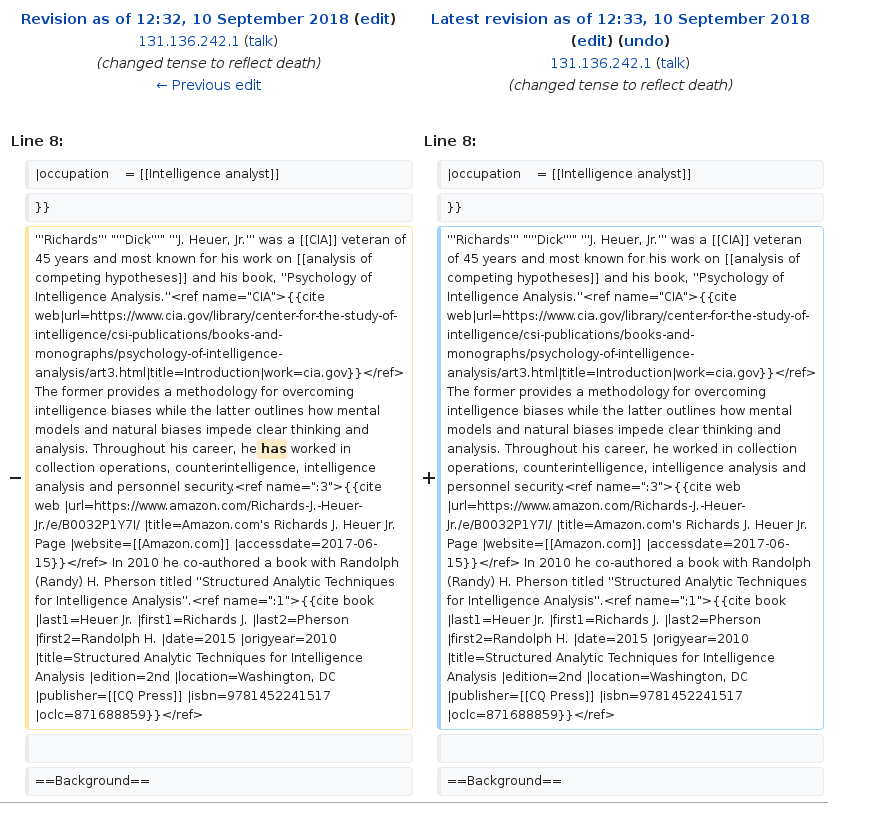 Revision as of 12:32, 10 September 2018 (edit)
131.136.242.1 (talk)
(changed tense to reflect death)
← Previous edit
Latest revision as of 12:33, 10 September 2018
(edit) (undo)
131.136.242.1 (talk)
(changed tense to reflect death)
Line 8:
|occupation    = [[Intelligence analyst]]
}}
−
'''Richards''' "'''Dick'''" '''J. Heuer, Jr.''' was a [[CIA]] veteran of
45 years and most known for his work on [[analysis of
competing hypotheses]] and his book, ''Psychology of
Intelligence Analysis.''<ref name="CIA">{{cite
web|url=https://www.cia.gov/library/center-for-the-study-of-
intelligence/csi-publications/books-and-
monographs/psychology-of-intelligence-
analysis/art3.html|title=Introduction|work=cia.gov}}</ref>
The former provides a methodology for overcoming
intelligence biases while the latter outlines how mental
models and natural biases impede clear thinking and
analysis. Throughout his career, he has worked in
collection operations, counterintelligence, intelligence
analysis and personnel security.<ref name=":3">{{cite
web |url=https://www.amazon.com/Richards-J.-Heuer-
Jr./e/B0032P1Y7I/ |title=Amazon.com's Richards J. Heuer Jr.
Page |website=[[Amazon.com]] |accessdate=2017-06-
15}}</ref> In 2010 he co-authored a book with Randolph
(Randy) H. Pherson titled ''Structured Analytic Techniques
for Intelligence Analysis''.<ref name=":1">{{cite book
|last1=Heuer Jr. |first1=Richards J. |last2=Pherson
|first2=Randolph H. |date=2015 |origyear=2010
|title=Structured Analytic Techniques for Intelligence
Analysis |edition=2nd |location=Washington, DC
|publisher=[[CQ Press]] |isbn=9781452241517
|oclc=871688859}}</ref>
==Background==
Line 8:
|occupation    = [[Intelligence analyst]]
}}
+
'''Richards''' "'''Dick'''" '''J. Heuer, Jr.''' was a [[CIA]] veteran
of 45 years and most known for his work on [[analysis of
competing hypotheses]] and his book, ''Psychology of
Intelligence Analysis.''<ref name="CIA">{{cite
web|url=https://www.cia.gov/library/center-for-the-study-of-
intelligence/csi-publications/books-and-
monographs/psychology-of-intelligence-
analysis/art3.html|title=Introduction|work=cia.gov}}</ref>
The former provides a methodology for overcoming
intelligence biases while the latter outlines how mental
models and natural biases impede clear thinking and
analysis. Throughout his career, he worked in collection
operations, counterintelligence, intelligence analysis and
personnel security.<ref name=":3">{{cite web
|url=https://www.amazon.com/Richards-J.-Heuer-
Jr./e/B0032P1Y7I/ |title=Amazon.com's Richards J. Heuer Jr.
Page |website=[[Amazon.com]] |accessdate=2017-06-
15}}</ref> In 2010 he co-authored a book with Randolph
(Randy) H. Pherson titled ''Structured Analytic Techniques
for Intelligence Analysis''.<ref name=":1">{{cite book
|last1=Heuer Jr. |first1=Richards J. |last2=Pherson
|first2=Randolph H. |date=2015 |origyear=2010
|title=Structured Analytic Techniques for Intelligence
Analysis |edition=2nd |location=Washington, DC
|publisher=[[CQ Press]] |isbn=9781452241517
|oclc=871688859}}</ref>
==Background==